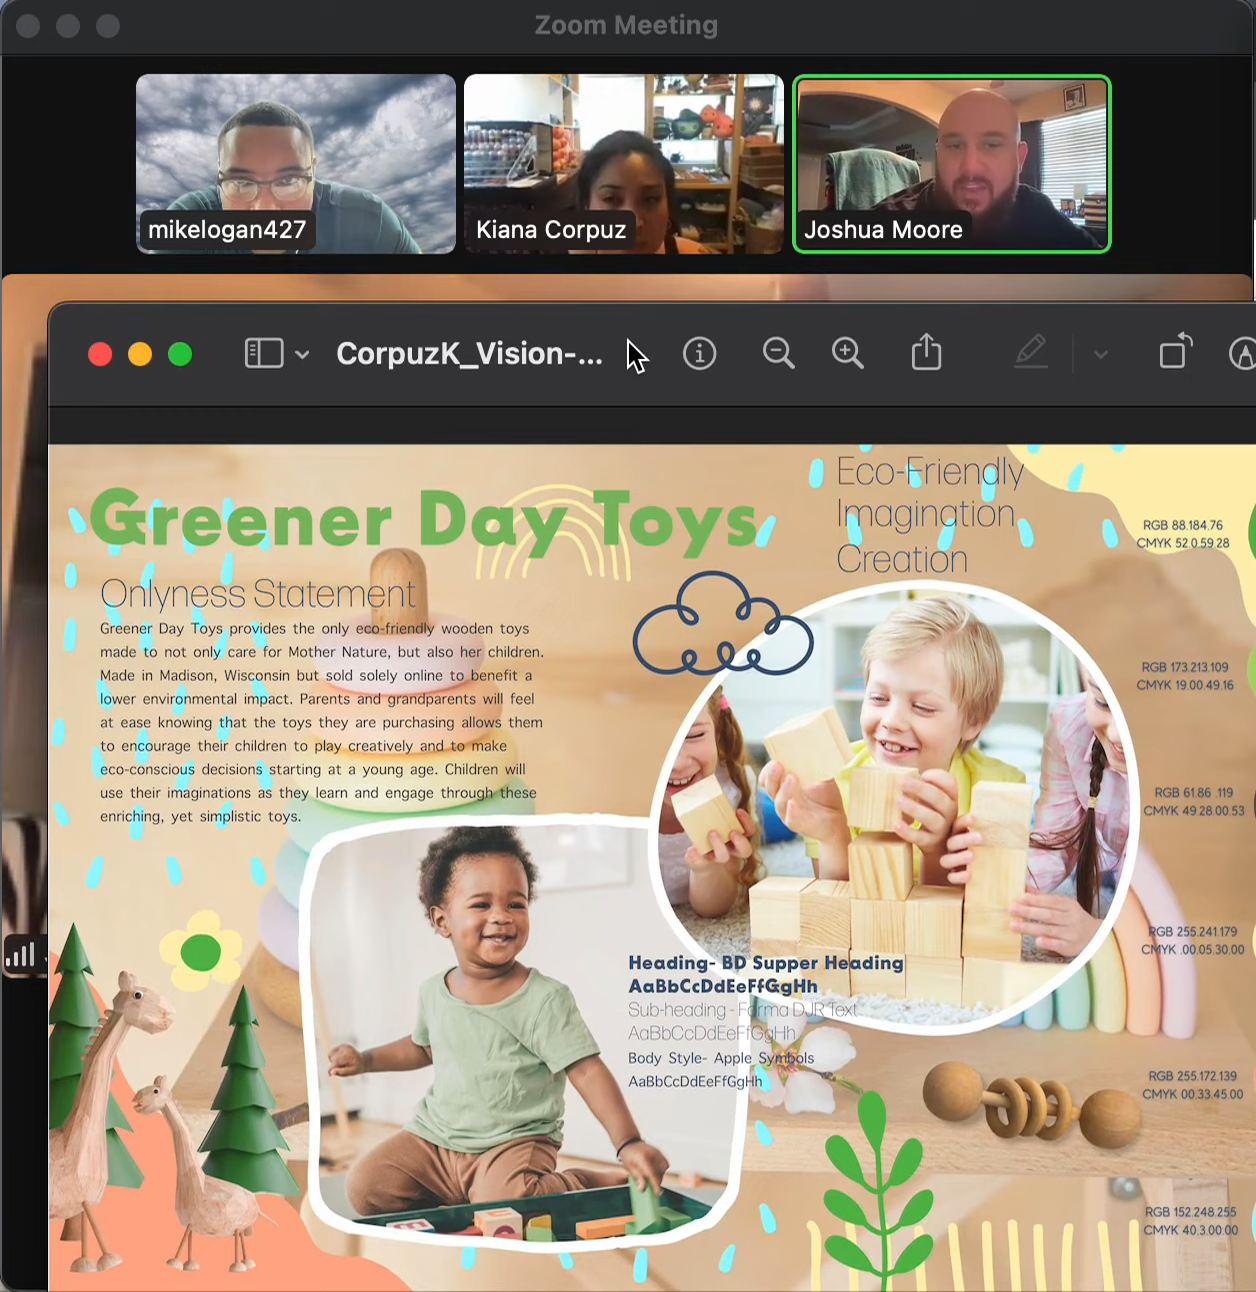 Zoom Meeting
mikelogan427
Kiana Corpuz
Joshua Moore
CorpuzK_Vision-...
Greener Day Toys
Eco-Friendly
Imagination
Creation
Onlyness Statement
Greener Day Toys provides the only eco-friendly wooden toys
made to not only care for Mother Nature, but also her children.
Made in Madison, Wisconsin but sold solely online to benefit a
lower environmental impact. Parents and grandparents will feel
at ease knowing that the toys they are purchasing allows them
to encourage their children to play creatively and to make
eco-conscious decisions starting at a young age. Children will
use their imaginations as they learn and engage through these
enriching, yet simplistic toys.
Heading- BD Supper Heading
AaBbCcDdEeFfGgHh
Sub-heading - Forma DJR Text
AaBbCcDdEeFfGgHh
Body Style- Apple Symbols
AaBbCcDdEeFfGgHh
RGB 88.184.76
CMYK 52 0.59 28
RGB 173.213.109
CMYK 19.00 49.16
RGB 61.86 .119
CMYK 49 28.00.53
RGB 255.241.179
CMYK .00.05.30.00
RGB 255.172.139
CMYK 00.33.45.00
RGB 152.248.255
CMYK 40.3.00.00